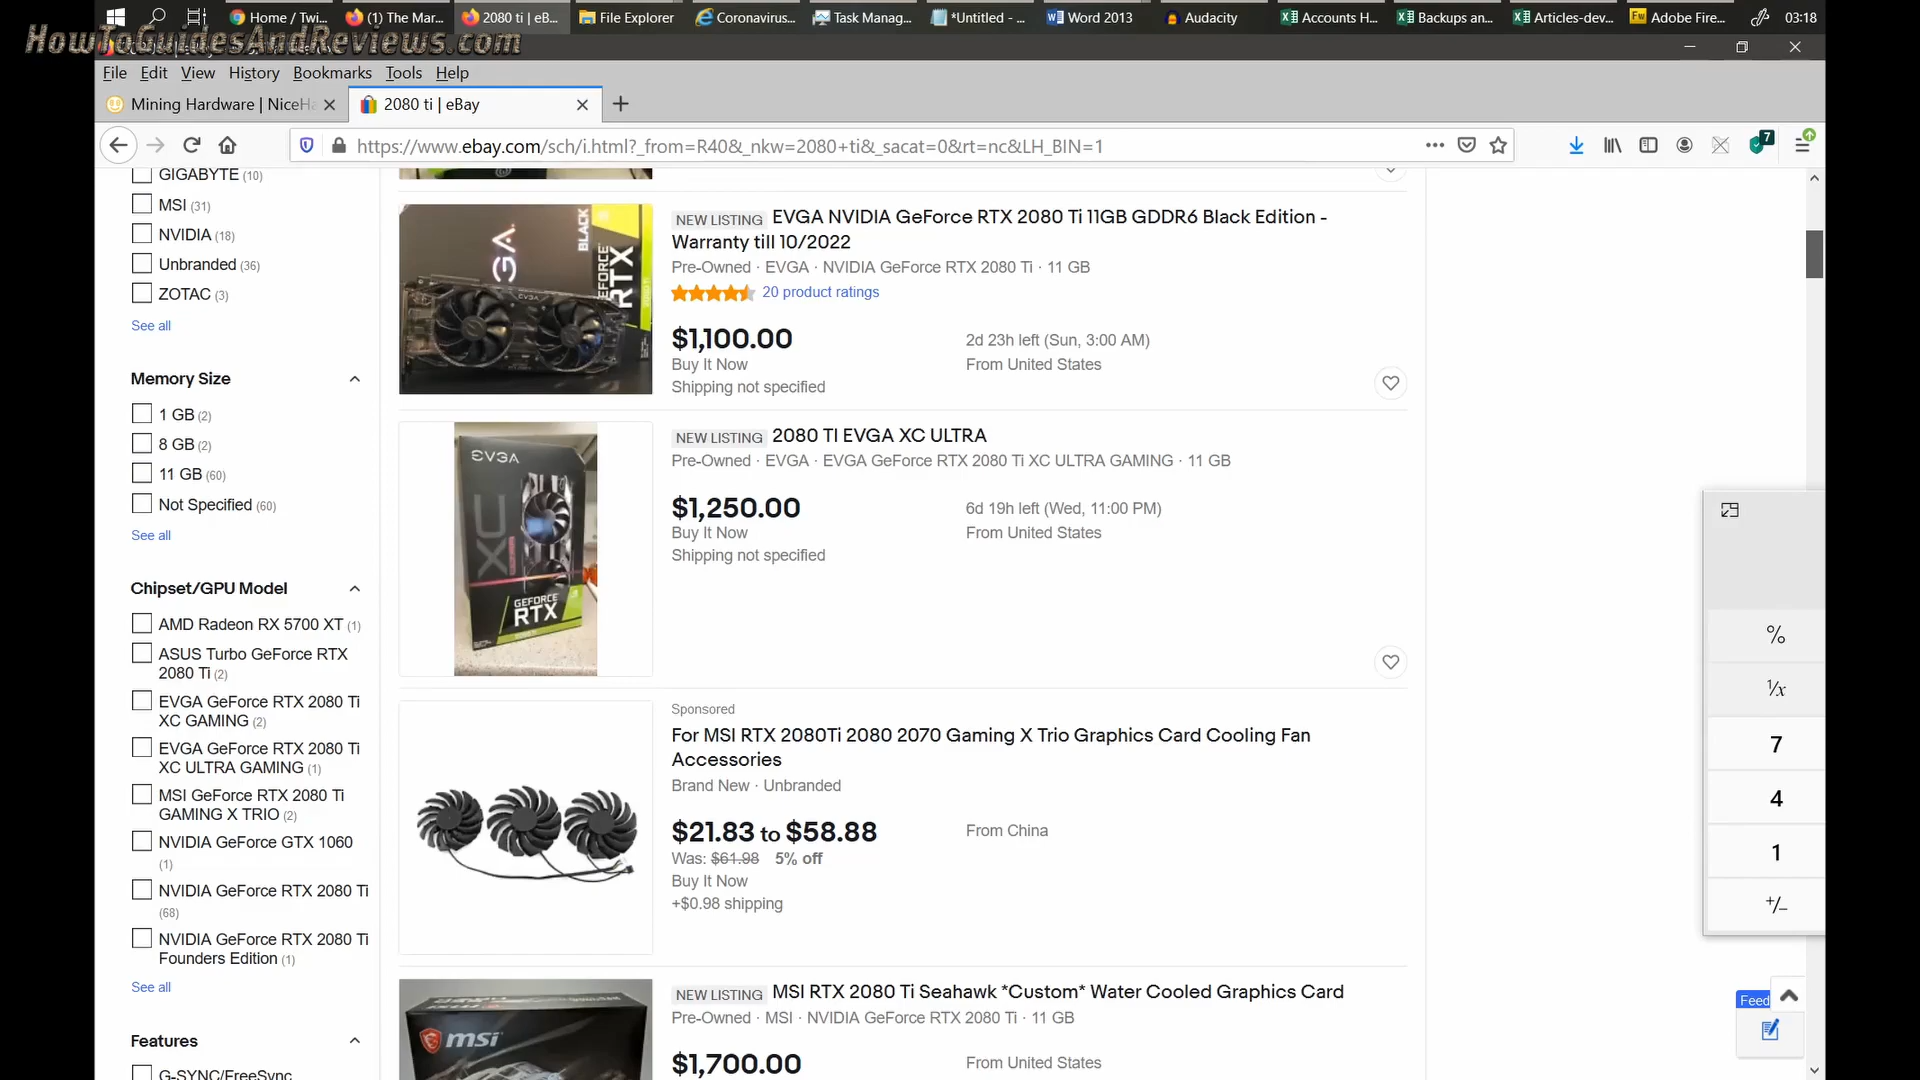 Home / Twi...
(1) The Mar...
2080 ti | eB...
File Explorer
Coronavirus...
Task Manag...
*Untitled - ...
Word 2013
Audacity
Accounts H...
Backups an...
Articles-dev...
Adobe Fire...
03:18
HowToGuidesAndReviews.com
File Edit View History Bookmarks Tools Help
Mining Hardware | NiceHa
2080 ti | eBay
https://www.ebay.com/sch/i.html?_from=R40&_nkw=2080+ti&_sacat=0&rt=nc&LH_BIN=1
7
GIGABYTE (10)
MSI (31)
NVIDIA (18)
Unbranded (36)
ZOTAC (3)
See all
Memory Size
1 GB (2)
8 GB (2)
11 GB (60)
Not Specified (60)
See all
Chipset/GPU Model
AMD Radeon RX 5700 XT (1)
ASUS Turbo GeForce RTX
2080 Ti (2)
EVGA GeForce RTX 2080 Ti
XC GAMING (2)
EVGA GeForce RTX 2080 Ti
XC ULTRA GAMING (1)
MSI GeForce RTX 2080 Ti
GAMING X TRIO (2)
NVIDIA GeForce GTX 1060
(1)
NVIDIA GeForce RTX 2080 Ti
(68)
NVIDIA GeForce RTX 2080 Ti
Founders Edition (1)
See all
Features
G-SYNC/FreeSync
BLACK
GEFORCE
RTX
EVGA
NEW LISTING EVGA NVIDIA GeForce RTX 2080 Ti 11GB GDDR6 Black Edition -
Warranty till 10/2022
Pre-Owned · EVGA · NVIDIA GeForce RTX 2080 Ti · 11 GB
20 product ratings
$1,100.00
2d 23h left (Sun, 3:00 AM)
Buy It Now
From United States
Shipping not specified
EVGA
XC
GEFORCE
RTX
NEW LISTING 2080 TI EVGA XC ULTRA
Pre-Owned · EVGA · EVGA GeForce RTX 2080 Ti XC ULTRA GAMING · 11 GB
$1,250.00
6d 19h left (Wed, 11:00 PM)
Buy It Now
From United States
Shipping not specified
Sponsored
For MSI RTX 2080Ti 2080 2070 Gaming X Trio Graphics Card Cooling Fan
Accessories
Brand New · Unbranded
$21.83 to $58.88
From China
Was: $61.98 5% off
Buy It Now
+$0.98 shipping
msi
NEW LISTING MSI RTX 2080 Ti Seahawk *Custom* Water Cooled Graphics Card
Pre-Owned · MSI · NVIDIA GeForce RTX 2080 Ti · 11 GB
$1,700.00
From United States
%
1/x
7
4
1
+/-
Feed